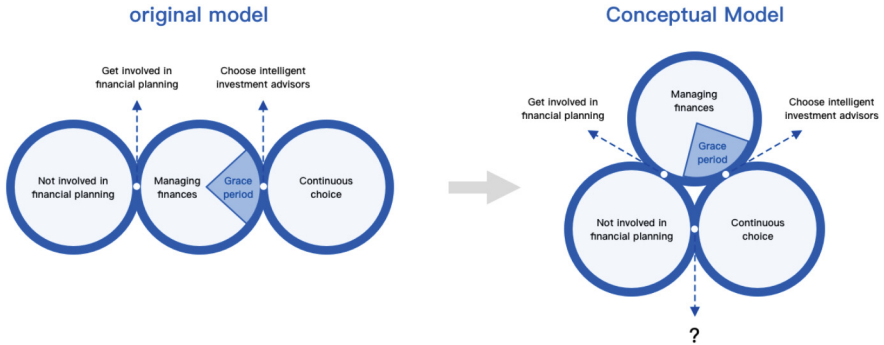 original model
Get involved in
financial planning
Choose intelligent
investment advisors
Not involved in
financial planning
Managing
finances
Grace
period
Continuous
choice
Conceptual Model
Get involved in
financial planning
Managing
finances
Grace
period
Choose intelligent
investment advisors
Not involved in
financial planning
Continuous
choice
?